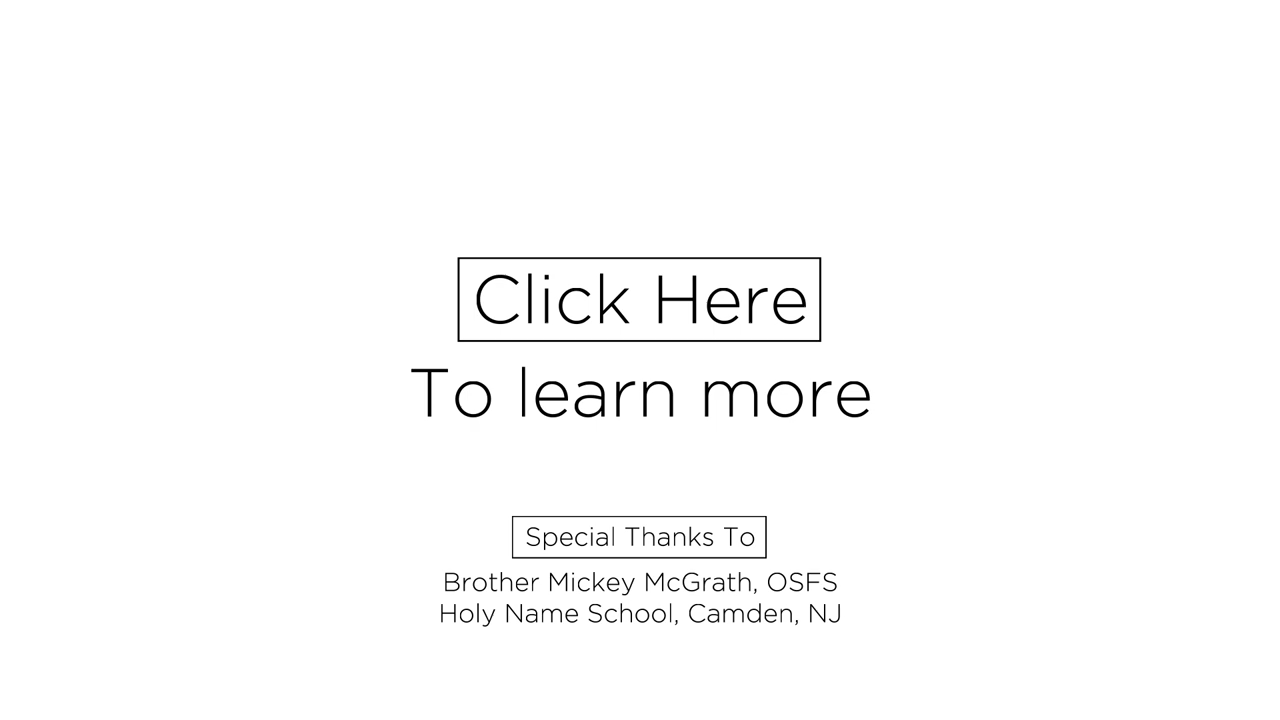 Click Here
To learn more
Special Thanks To
Brother Mickey McGrath, OSFS
Holy Name School, Camden, NJ